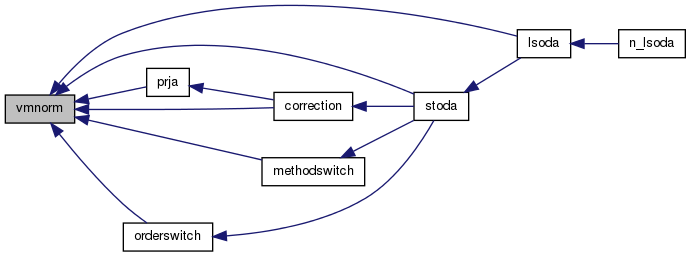 lsoda
n_lsoda
prja
vmnorm
correction
stoda
methodswitch
orderswitch